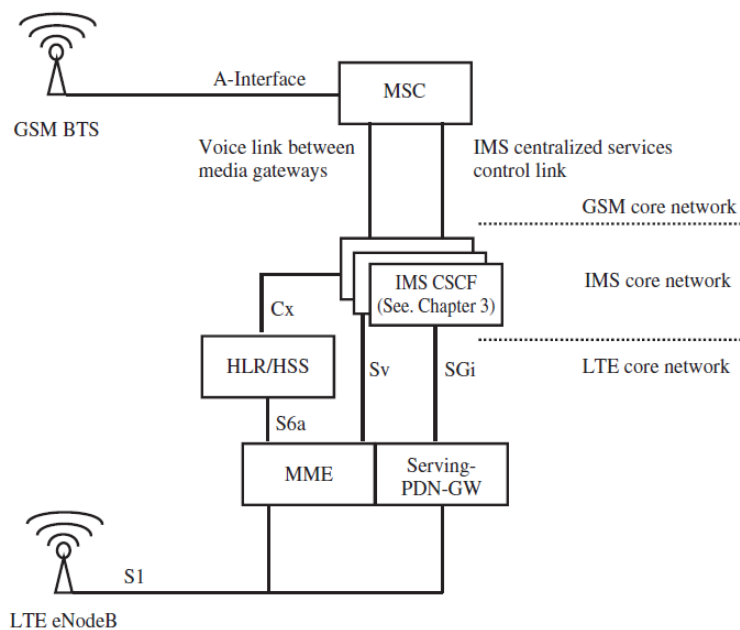 A-Interface
MSC
GSM BTS
Voice link between
media gateways
IMS centralized services
control link
GSM core network
IMS CSCF
(See. Chapter 3)
IMS core network
Cx
HLR/HSS
Sv
SGi
LTE core network
S6a
MME
Serving-
PDN-GW
S1
LTE eNodeB